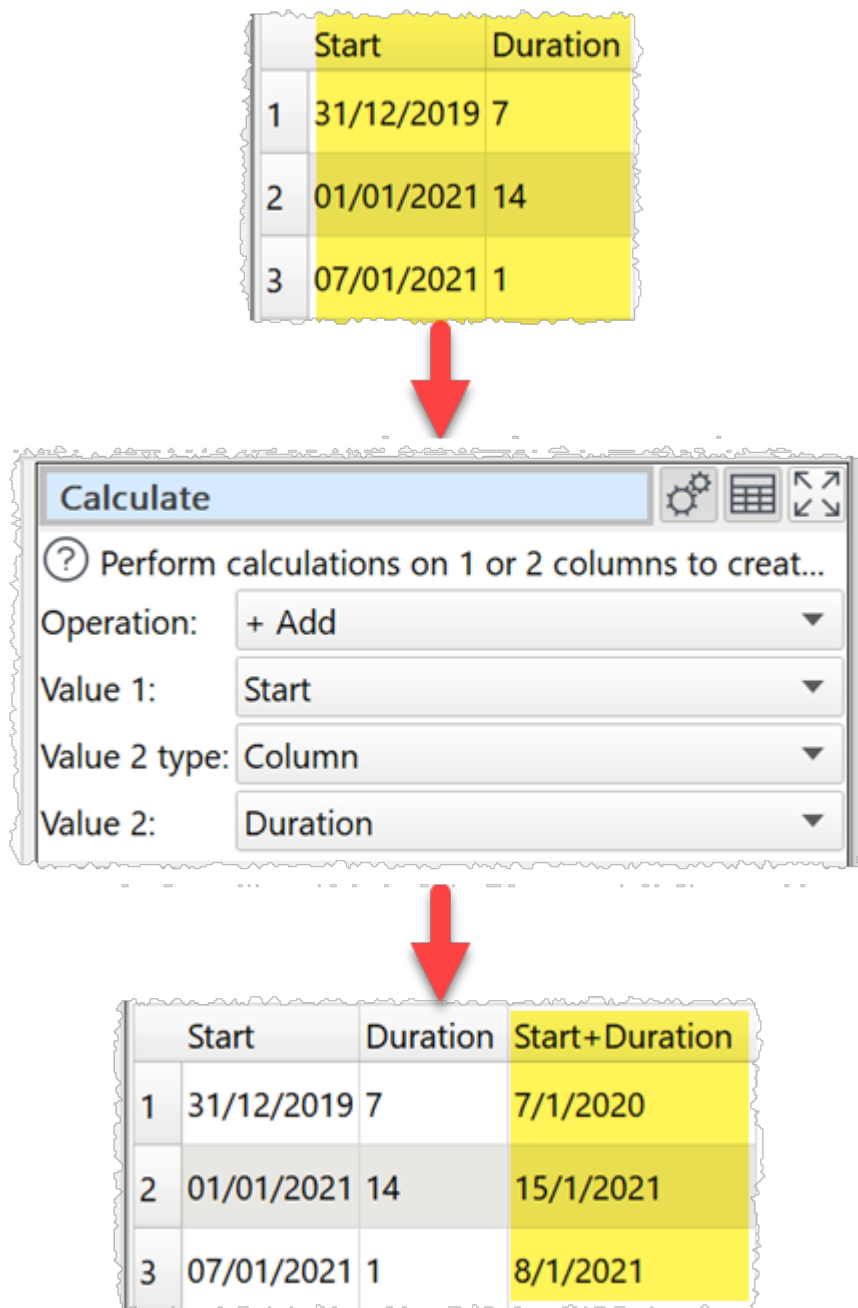 Start Duration
1 31/12/2019 7
2 01/01/2021 14
3 07/01/2021 1
Calculate
? Perform calculations on 1 or 2 columns to creat...
Operation: + Add
Value 1: Start
Value 2 type: Column
Value 2: Duration
Start Duration Start+Duration
1 31/12/2019 7 7/1/2020
2 01/01/2021 14 15/1/2021
3 07/01/2021 1 8/1/2021